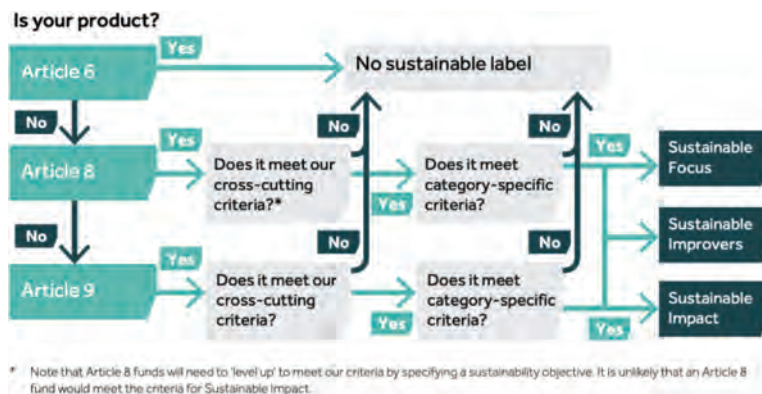 Is your product?
Article 6
Yes
No sustainable label
No
Article 8
Yes
Does it meet our
cross-cutting
criteria?*
No
Yes
Does it meet
category-specific
criteria?
No
Yes
Sustainable
Focus
Sustainable
Improvers
No
Article 9
Yes
Does it meet our
cross-cutting
criteria?
No
Yes
Does it meet
category-specific
criteria?
No
Yes
Sustainable
Impact
* Note that Article 8 funds will need to 'level up' to meet our criteria by specifying a sustainability objective. It is unlikely that an Article 8
fund would meet the criteria for Sustainable Impact.